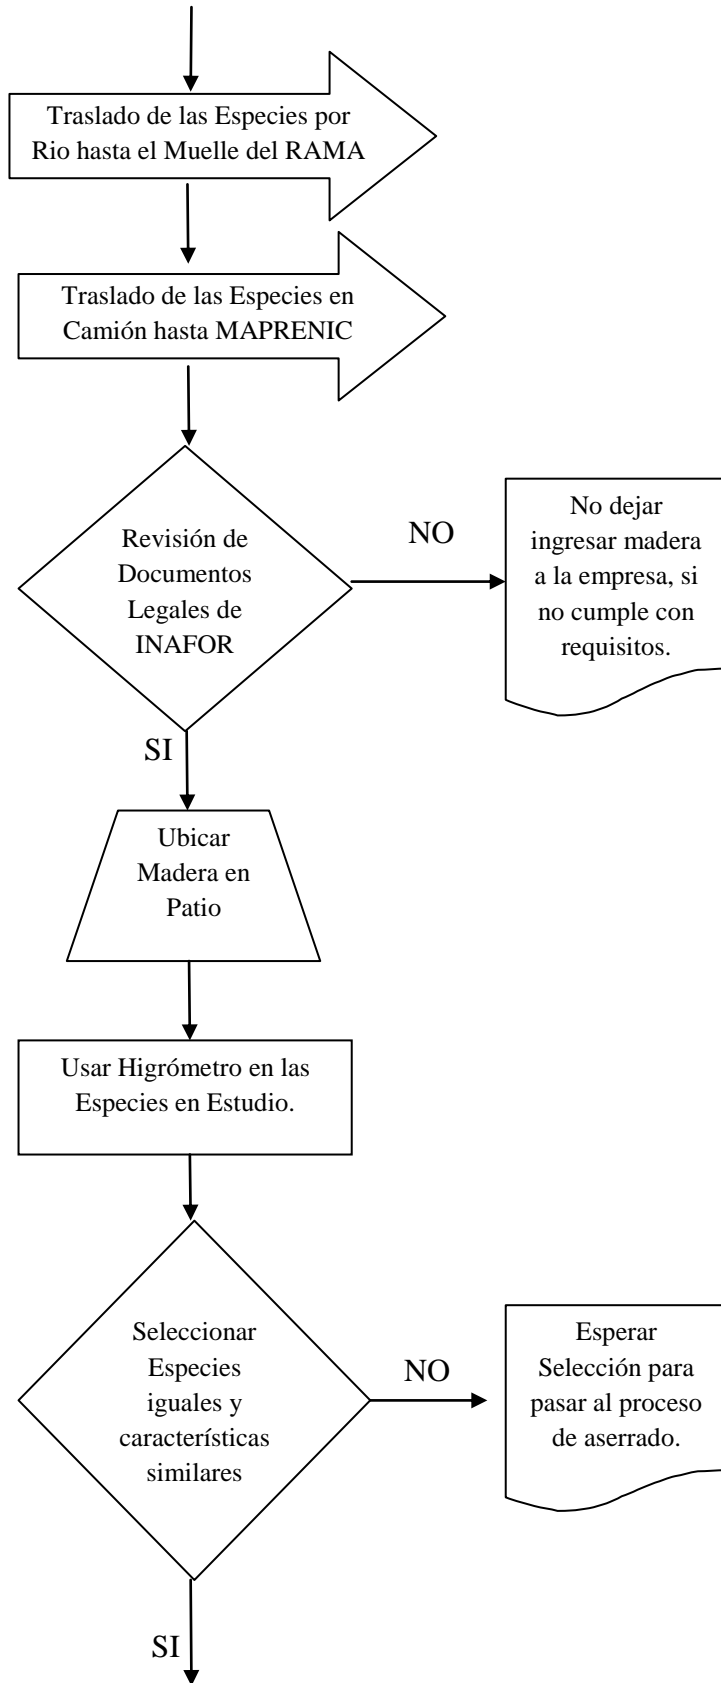 Traslado de las Especies por
Rio hasta el Muelle del RAMA
Traslado de las Especies en
Camión hasta MAPRENIC
Revisión de
Documentos
Legales de
INAFOR
NO
No dejar
ingresar madera
a la empresa, si
no cumple con
requisitos.
SI
Ubicar
Madera en
Patio
Usar Higrómetro en las
Especies en Estudio.
Seleccionar
Especies
iguales y
características
similares
NO
Esperar
Selección para
pasar al proceso
de aserrado.
SI